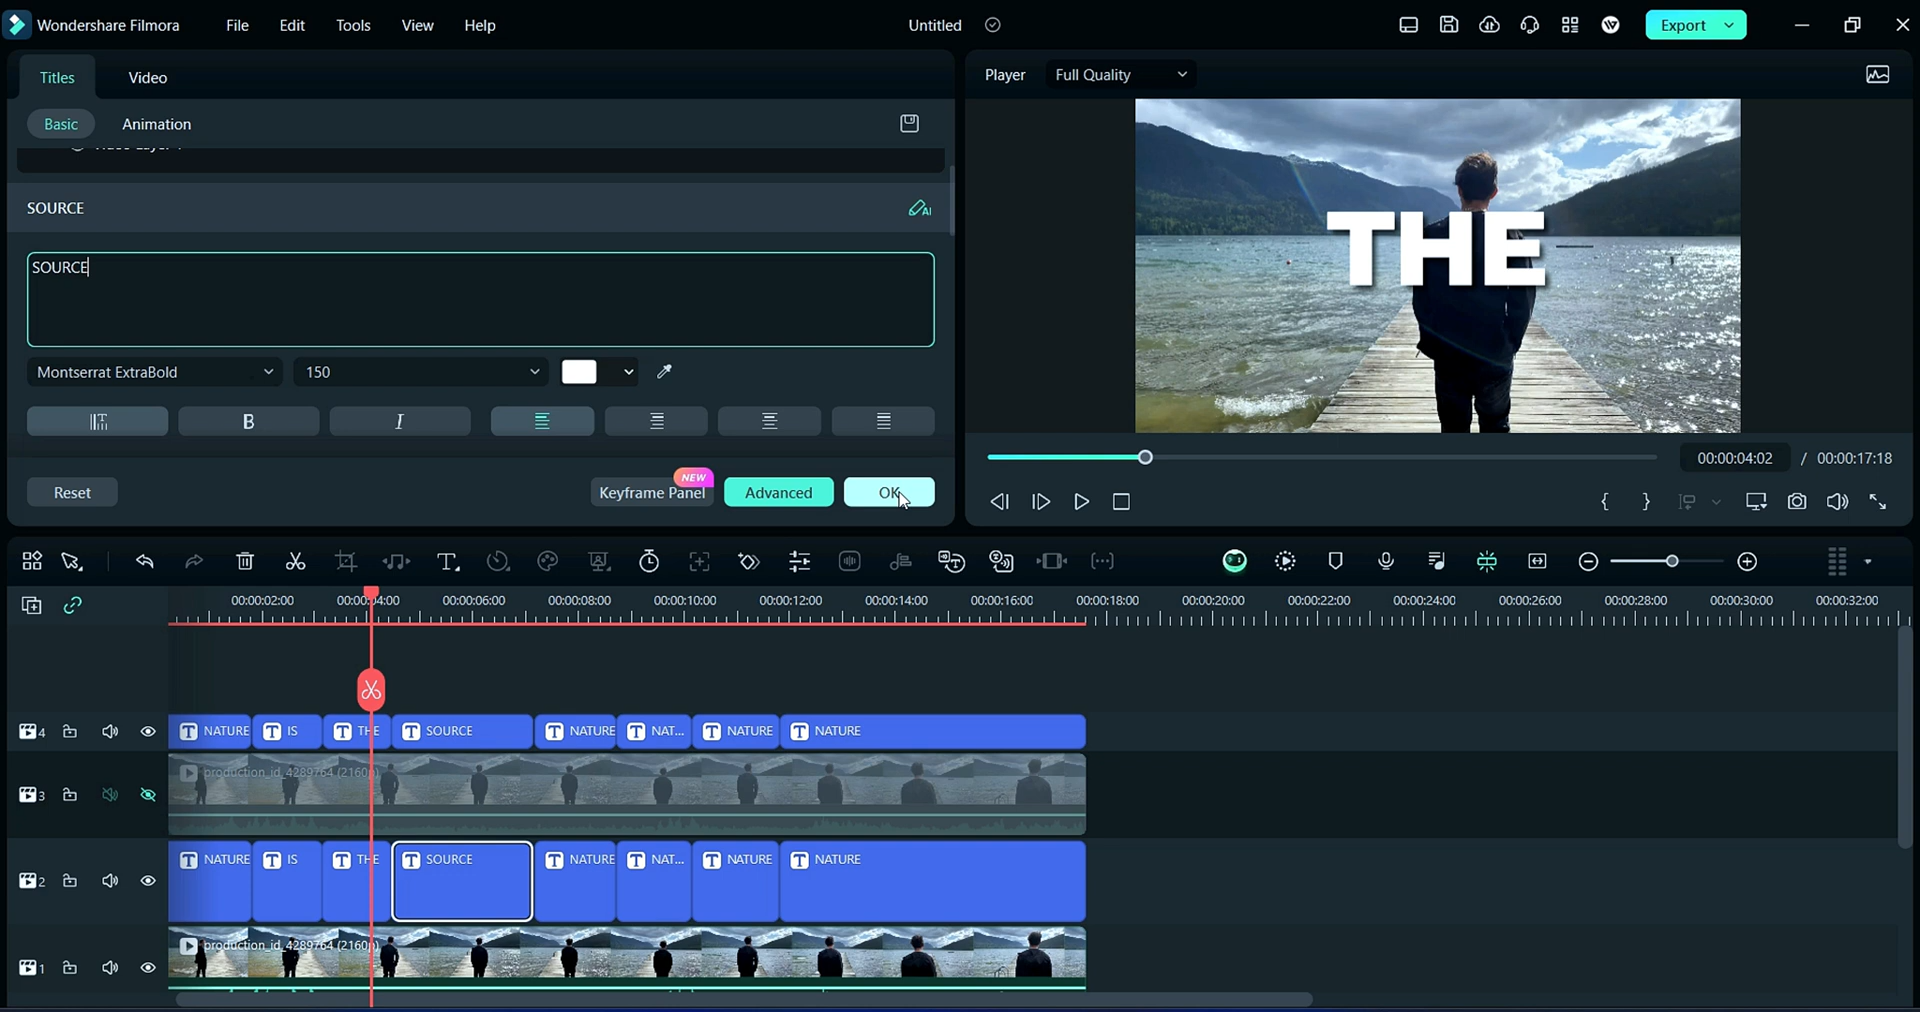 Wondershare Filmora File Edit Tools View Help Untitled Export
Titles Video
Player Full Quality
Basic Animation
SOURCE
AI
SOURCE
THE
Montserrat ExtraBold 150
B I
Reset Keyframe Panel NEW Advanced OK
00:00:04:02 / 00:00:17:18
00:00:02:00 00:00:04:00 00:00:06:00 00:00:08:00 00:00:10:00 00:00:12:00 00:00:14:00 00:00:16:00 00:00:18:00 00:00:20:00 00:00:22:00 00:00:24:00 00:00:26:00 00:00:28:00 00:00:30:00 00:00:32:00
4 T NATURE T IS T THE T SOURCE T NATURE T NAT... T NATURE T NATURE
production_id_4289764 (2160p)
3
T NATURE T IS T THE T SOURCE T NATURE T NAT... T NATURE T NATURE
2
production_id_4289764 (2160p)
1